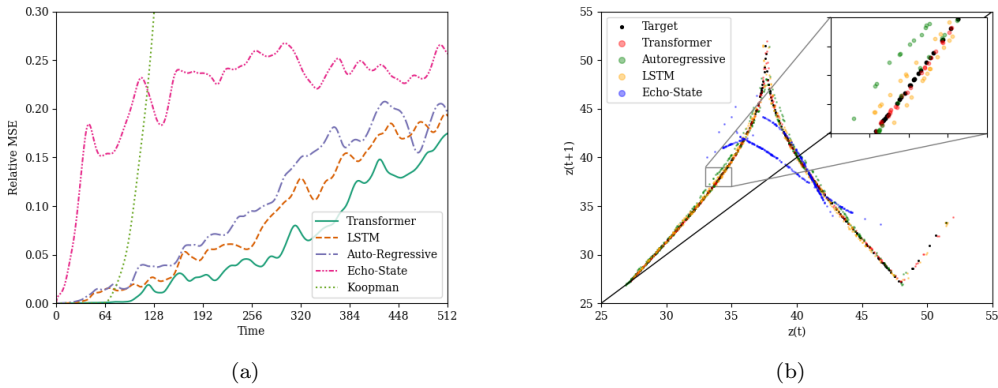 0.30
0.25
0.20
0.15
0.10
0.05
0.00
Relative MSE
0 64 128 192 256 320 384 448 512
Time
Transformer
LSTM
Auto-Regressive
Echo-State
Koopman
(a)
55
50
45
40
35
30
25
z(t+1)
25 30 35 40 45 50 55
z(t)
Target
Transformer
Autoregressive
LSTM
Echo-State
(b)